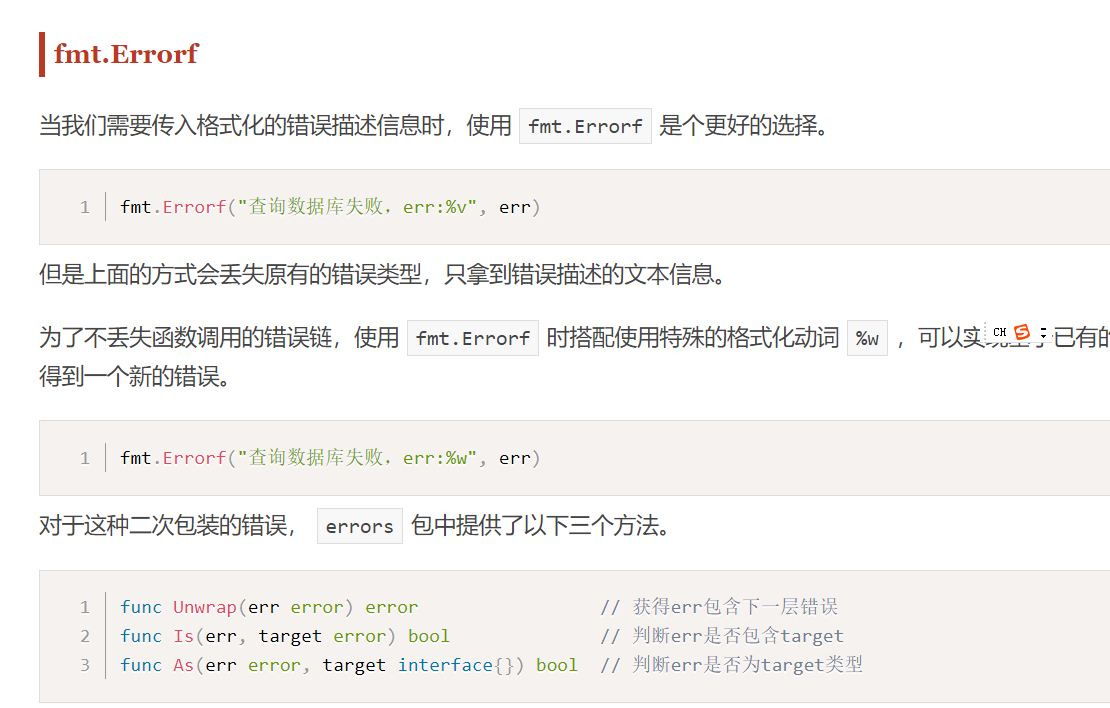 fmt.Errorf
当我们需要传入格式化的错误描述信息时，使用 fmt.Errorf 是个更好的选择。
1 fmt.Errorf("查询数据库失败，err:%v", err)
但是上面的方式会丢失原有的错误类型，只拿到错误描述的文本信息。
为了不丢失函数调用的错误链，使用 fmt.Errorf 时搭配使用特殊的格式化动词 %w ，可以实 CH 已有的
得到一个新的错误。
1 fmt.Errorf("查询数据库失败，err:%w", err)
对于这种二次包装的错误， errors 包中提供了以下三个方法。
1 func Unwrap(err error) error // 获得err包含下一层错误
2 func Is(err, target error) bool // 判断err是否包含target
3 func As(err error, target interface{}) bool // 判断err是否为target类型